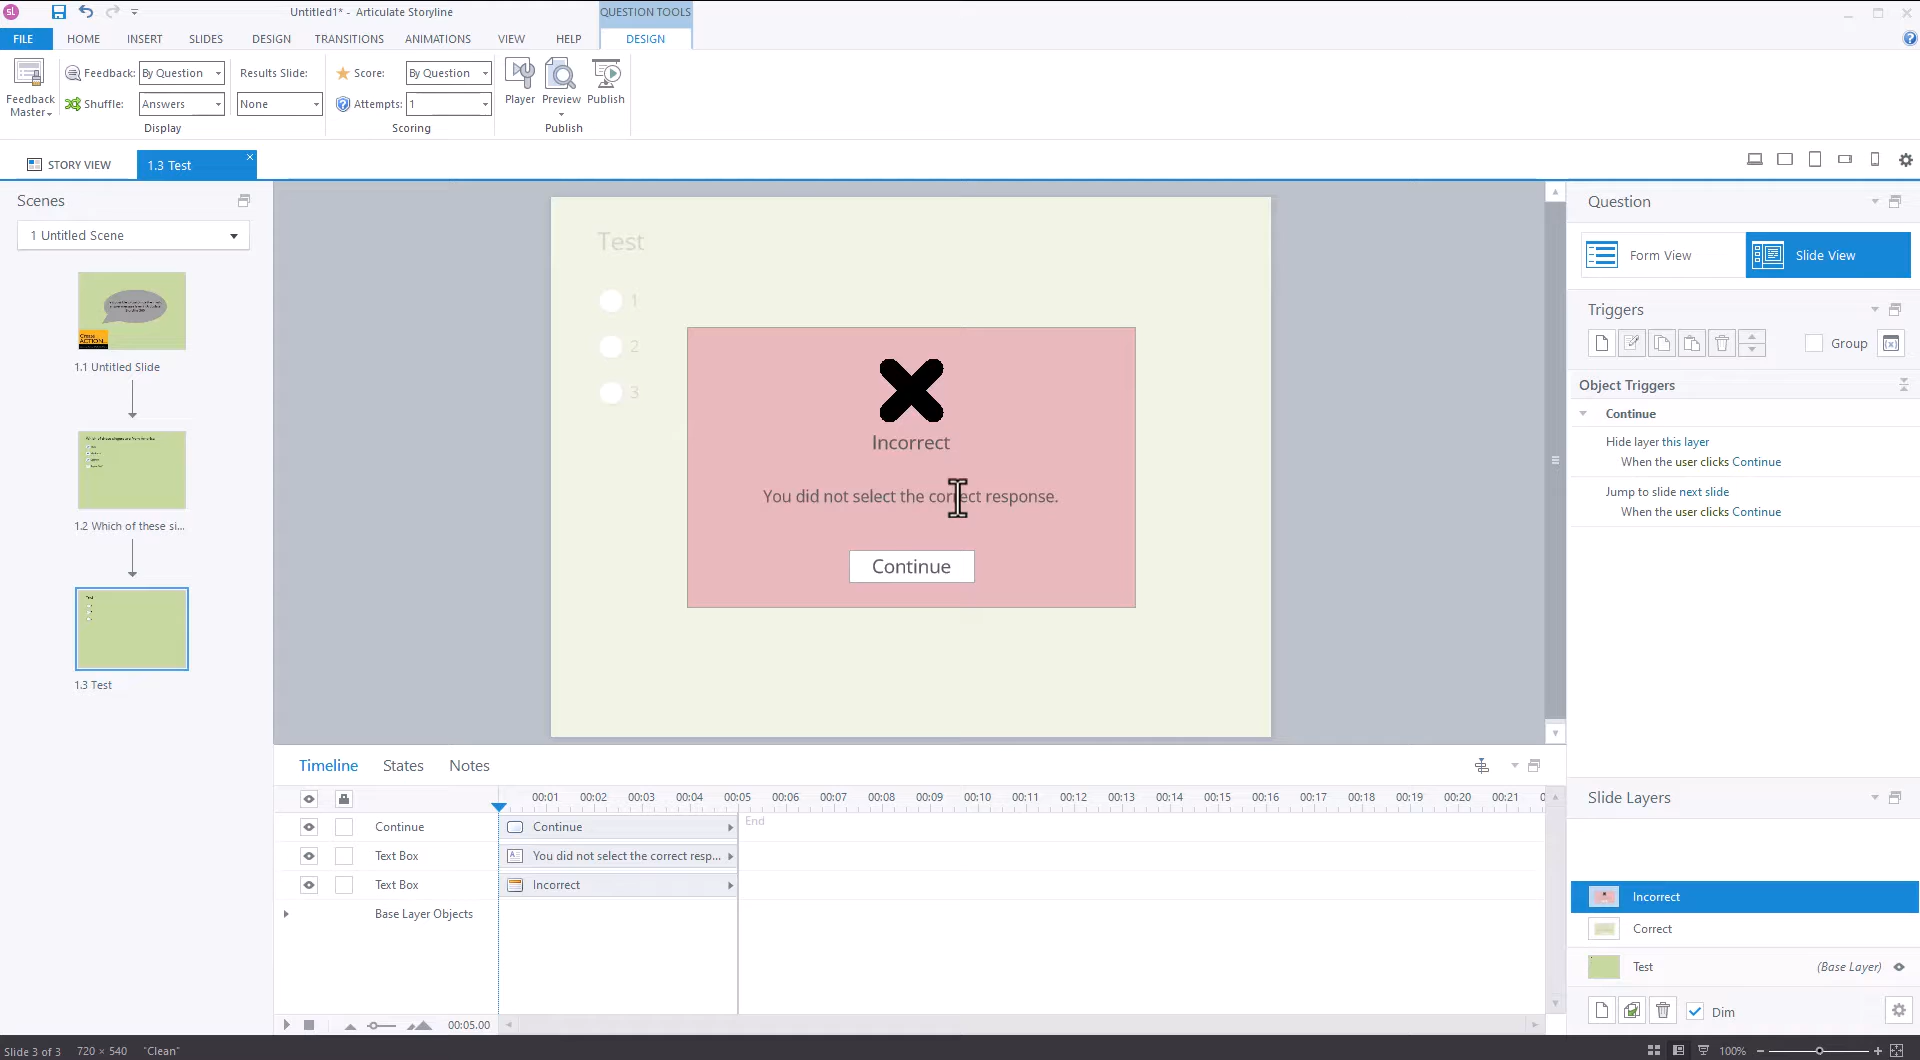 Untitled1* - Articulate Storyline
QUESTION TOOLS
FILE
HOME
INSERT
SLIDES
DESIGN
TRANSITIONS
ANIMATIONS
VIEW
HELP
DESIGN
Feedback Master
Feedback: By Question
Results Slide:
Shuffle: Answers
None
Display
Score: By Question
Attempts: 1
Scoring
Player
Preview
Publish
Publish
STORY VIEW
1.3 Test
Scenes
1 Untitled Scene
1.1 Untitled Slide
1.2 Which of these si...
1.3 Test
Test
1
2
3
Incorrect
You did not select the correct response.
Continue
Question
Form View
Slide View
Triggers
Group
Object Triggers
Continue
Hide layer this layer
When the user clicks Continue
Jump to slide next slide
When the user clicks Continue
Timeline
States
Notes
00:01 00:02 00:03 00:04 00:05 00:06 00:07 00:08 00:09 00:10 00:11 00:12 00:13 00:14 00:15 00:16 00:17 00:18 00:19 00:20 00:21
End
Continue
Continue
Text Box
You did not select the correct resp...
Text Box
Incorrect
Base Layer Objects
00:05.00
Slide Layers
Incorrect
Correct
Test
(Base Layer)
Dim
Slide 3 of 3
720 × 540
"Clean"
100%